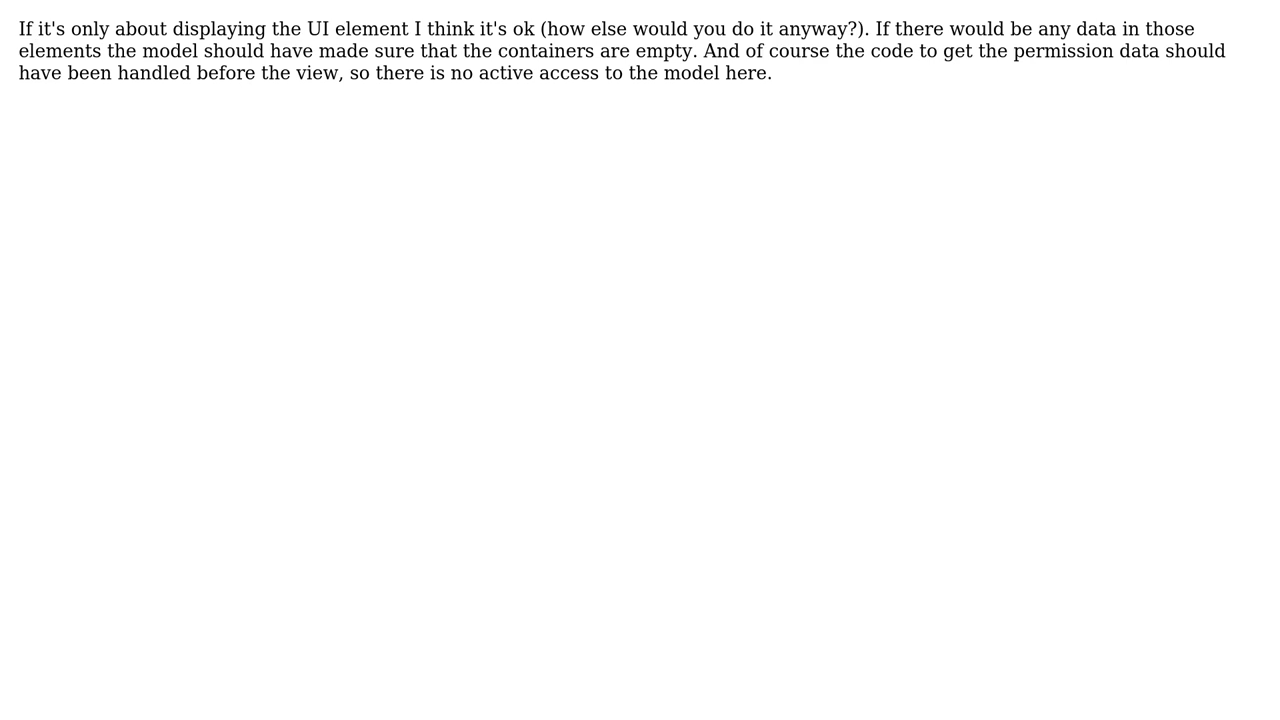 If it's only about displaying the UI element I think it's ok (how else would you do it anyway?). If there would be any data in those
elements the model should have made sure that the containers are empty. And of course the code to get the permission data should
have been handled before the view, so there is no active access to the model here.